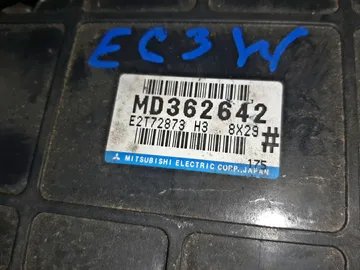 EC3W
MD362642
E2T72873 H3 8X29
#
175
MITSUBISHI ELECTRIC CORP., JAPAN